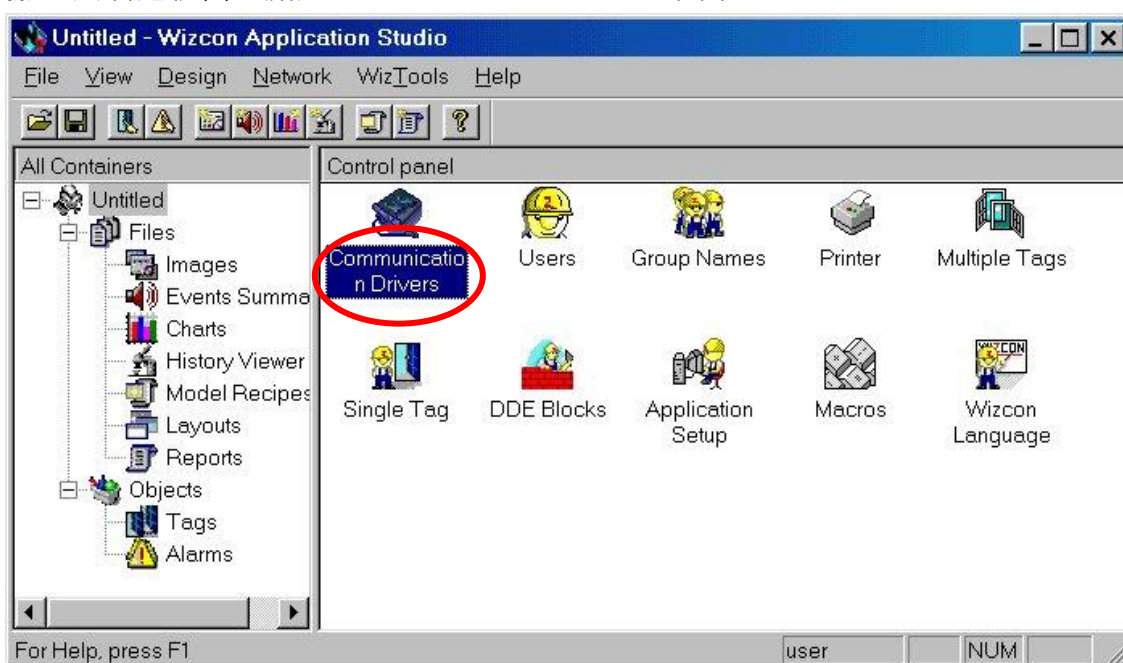 Untitled - Wizcon Application Studio
File View Design Network WizTools Help
All Containers
Control panel
Untitled
Files
Images
Events Summa
Charts
History Viewer
Model Recipes
Layouts
Reports
Objects
Tags
Alarms
Communicatio
n Drivers
Users
Group Names
Printer
Multiple Tags
Single Tag
DDE Blocks
Application
Setup
Macros
WIZCON
Wizcon
Language
For Help, press F1
user
NUM